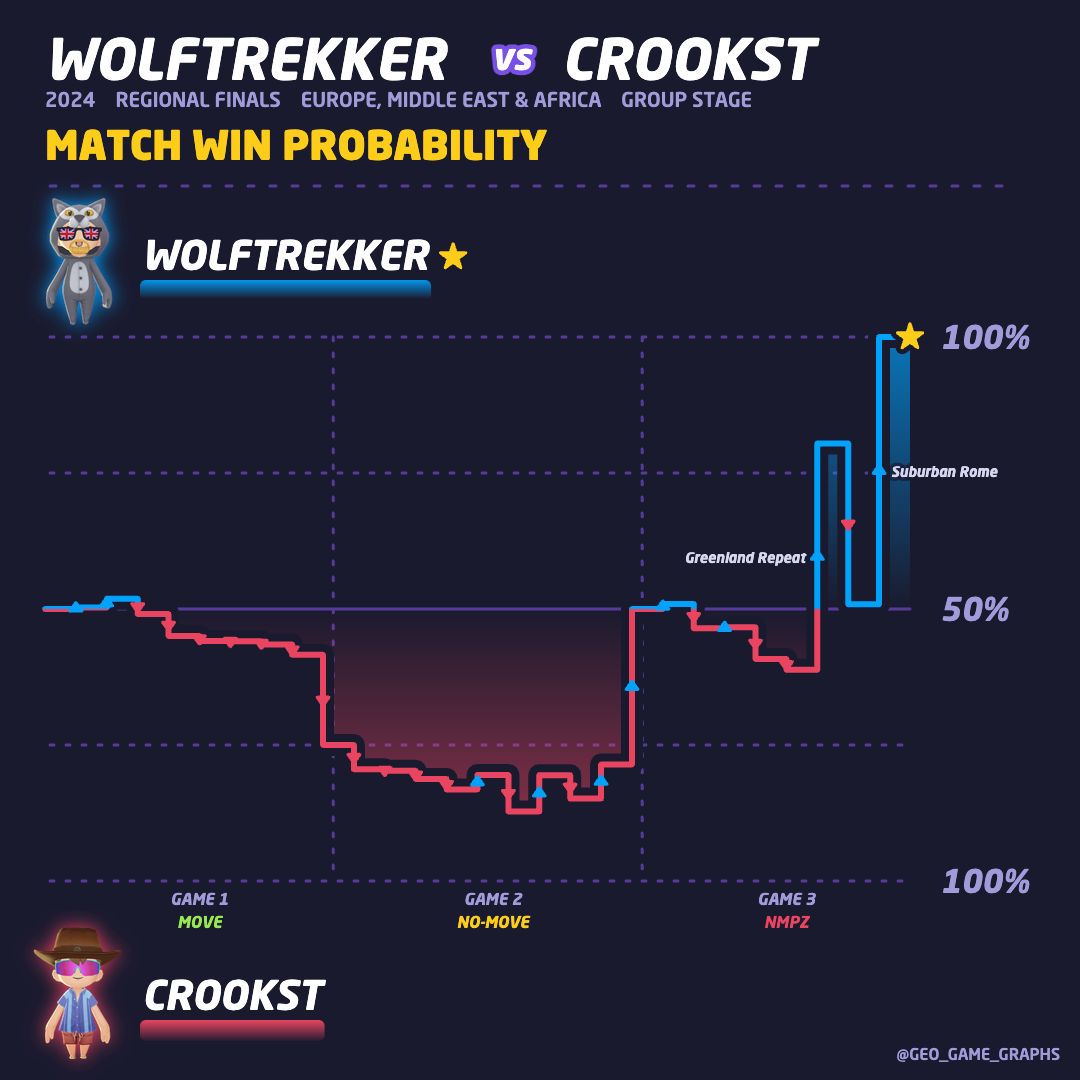 WOLFTREKKER VS CROOKST
2024 REGIONAL FINALS EUROPE, MIDDLE EAST & AFRICA GROUP STAGE
MATCH WIN PROBABILITY
WOLFTREKKER
100%
Suburban Rome
Greenland Repeat
50%
100%
GAME 1 GAME 2 GAME 3
MOVE NO-MOVE NMPZ
CROOKST
@GEO_GAME_GRAPHS